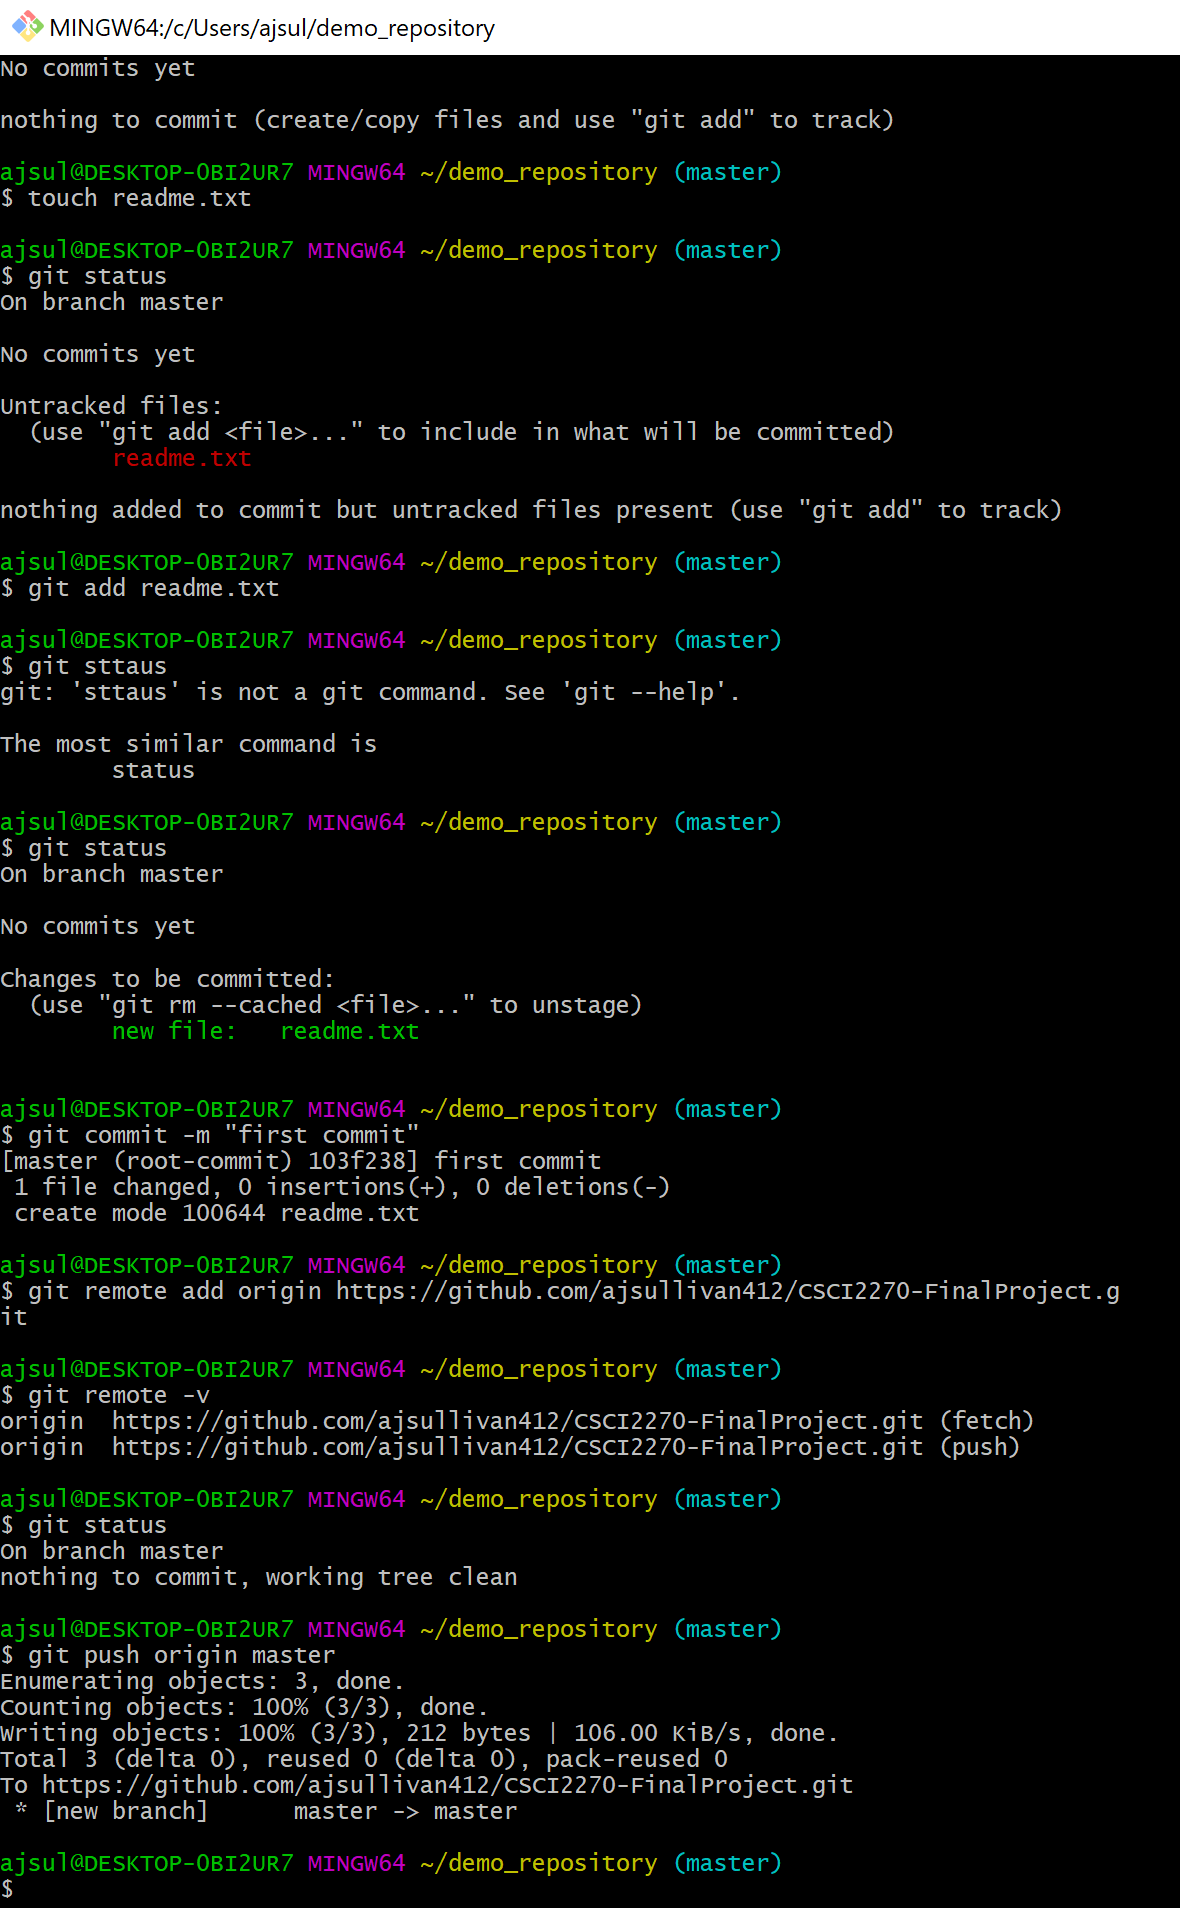 MINGW64:/c/Users/ajsul/demo_repository
No commits yet
nothing to commit (create/copy files and use "git add" to track)
ajsul@DESKTOP-0BI2UR7 MINGW64 ~/demo_repository (master)
$ touch readme.txt
ajsul@DESKTOP-0BI2UR7 MINGW64 ~/demo_repository (master)
$ git status
On branch master
No commits yet
Untracked files:
  (use "git add <file>..." to include in what will be committed)
        readme.txt
nothing added to commit but untracked files present (use "git add" to track)
ajsul@DESKTOP-0BI2UR7 MINGW64 ~/demo_repository (master)
$ git add readme.txt
ajsul@DESKTOP-0BI2UR7 MINGW64 ~/demo_repository (master)
$ git sttaus
git: 'sttaus' is not a git command. See 'git --help'.
The most similar command is
        status
ajsul@DESKTOP-0BI2UR7 MINGW64 ~/demo_repository (master)
$ git status
On branch master
No commits yet
Changes to be committed:
  (use "git rm --cached <file>..." to unstage)
        new file:   readme.txt
ajsul@DESKTOP-0BI2UR7 MINGW64 ~/demo_repository (master)
$ git commit -m "first commit"
[master (root-commit) 103f238] first commit
 1 file changed, 0 insertions(+), 0 deletions(-)
 create mode 100644 readme.txt
ajsul@DESKTOP-0BI2UR7 MINGW64 ~/demo_repository (master)
$ git remote add origin https://github.com/ajsullivan412/CSCI2270-FinalProject.g
it
ajsul@DESKTOP-0BI2UR7 MINGW64 ~/demo_repository (master)
$ git remote -v
origin  https://github.com/ajsullivan412/CSCI2270-FinalProject.git (fetch)
origin  https://github.com/ajsullivan412/CSCI2270-FinalProject.git (push)
ajsul@DESKTOP-0BI2UR7 MINGW64 ~/demo_repository (master)
$ git status
On branch master
nothing to commit, working tree clean
ajsul@DESKTOP-0BI2UR7 MINGW64 ~/demo_repository (master)
$ git push origin master
Enumerating objects: 3, done.
Counting objects: 100% (3/3), done.
Writing objects: 100% (3/3), 212 bytes | 106.00 KiB/s, done.
Total 3 (delta 0), reused 0 (delta 0), pack-reused 0
To https://github.com/ajsullivan412/CSCI2270-FinalProject.git
 * [new branch]      master -> master
ajsul@DESKTOP-0BI2UR7 MINGW64 ~/demo_repository (master)
$